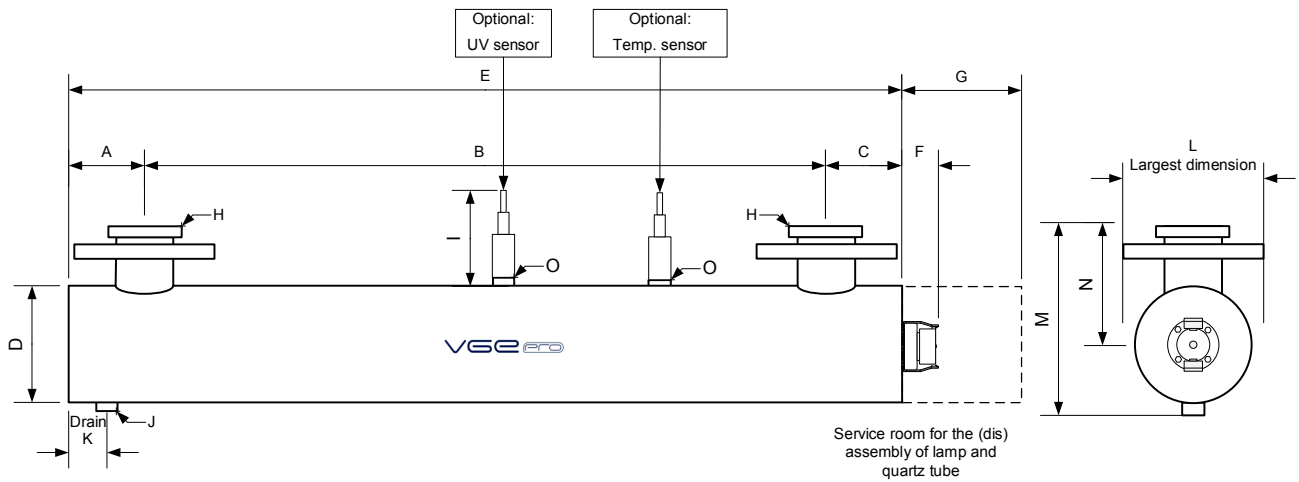 Optional:
UV sensor
Optional:
Temp. sensor
E
G
A
B
C
F
L
Largest dimension
H
H
I
O
O
D
VGE PRO
M
N
Drain
K
J
Service room for the (dis)
assembly of lamp and
quartz tube